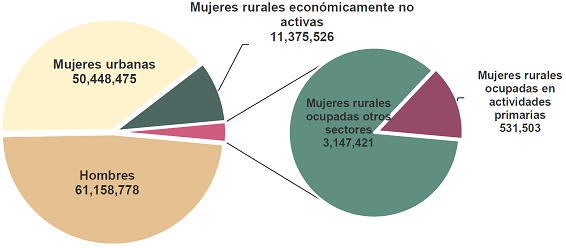 Mujeres rurales económicamente no
activas
11,375,526
Mujeres urbanas
50,448,475
Hombres
61,158,778
Mujeres rurales
ocupadas otros
sectores
3,147,421
Mujeres rurales
ocupadas en
actividades
primarias
531,503